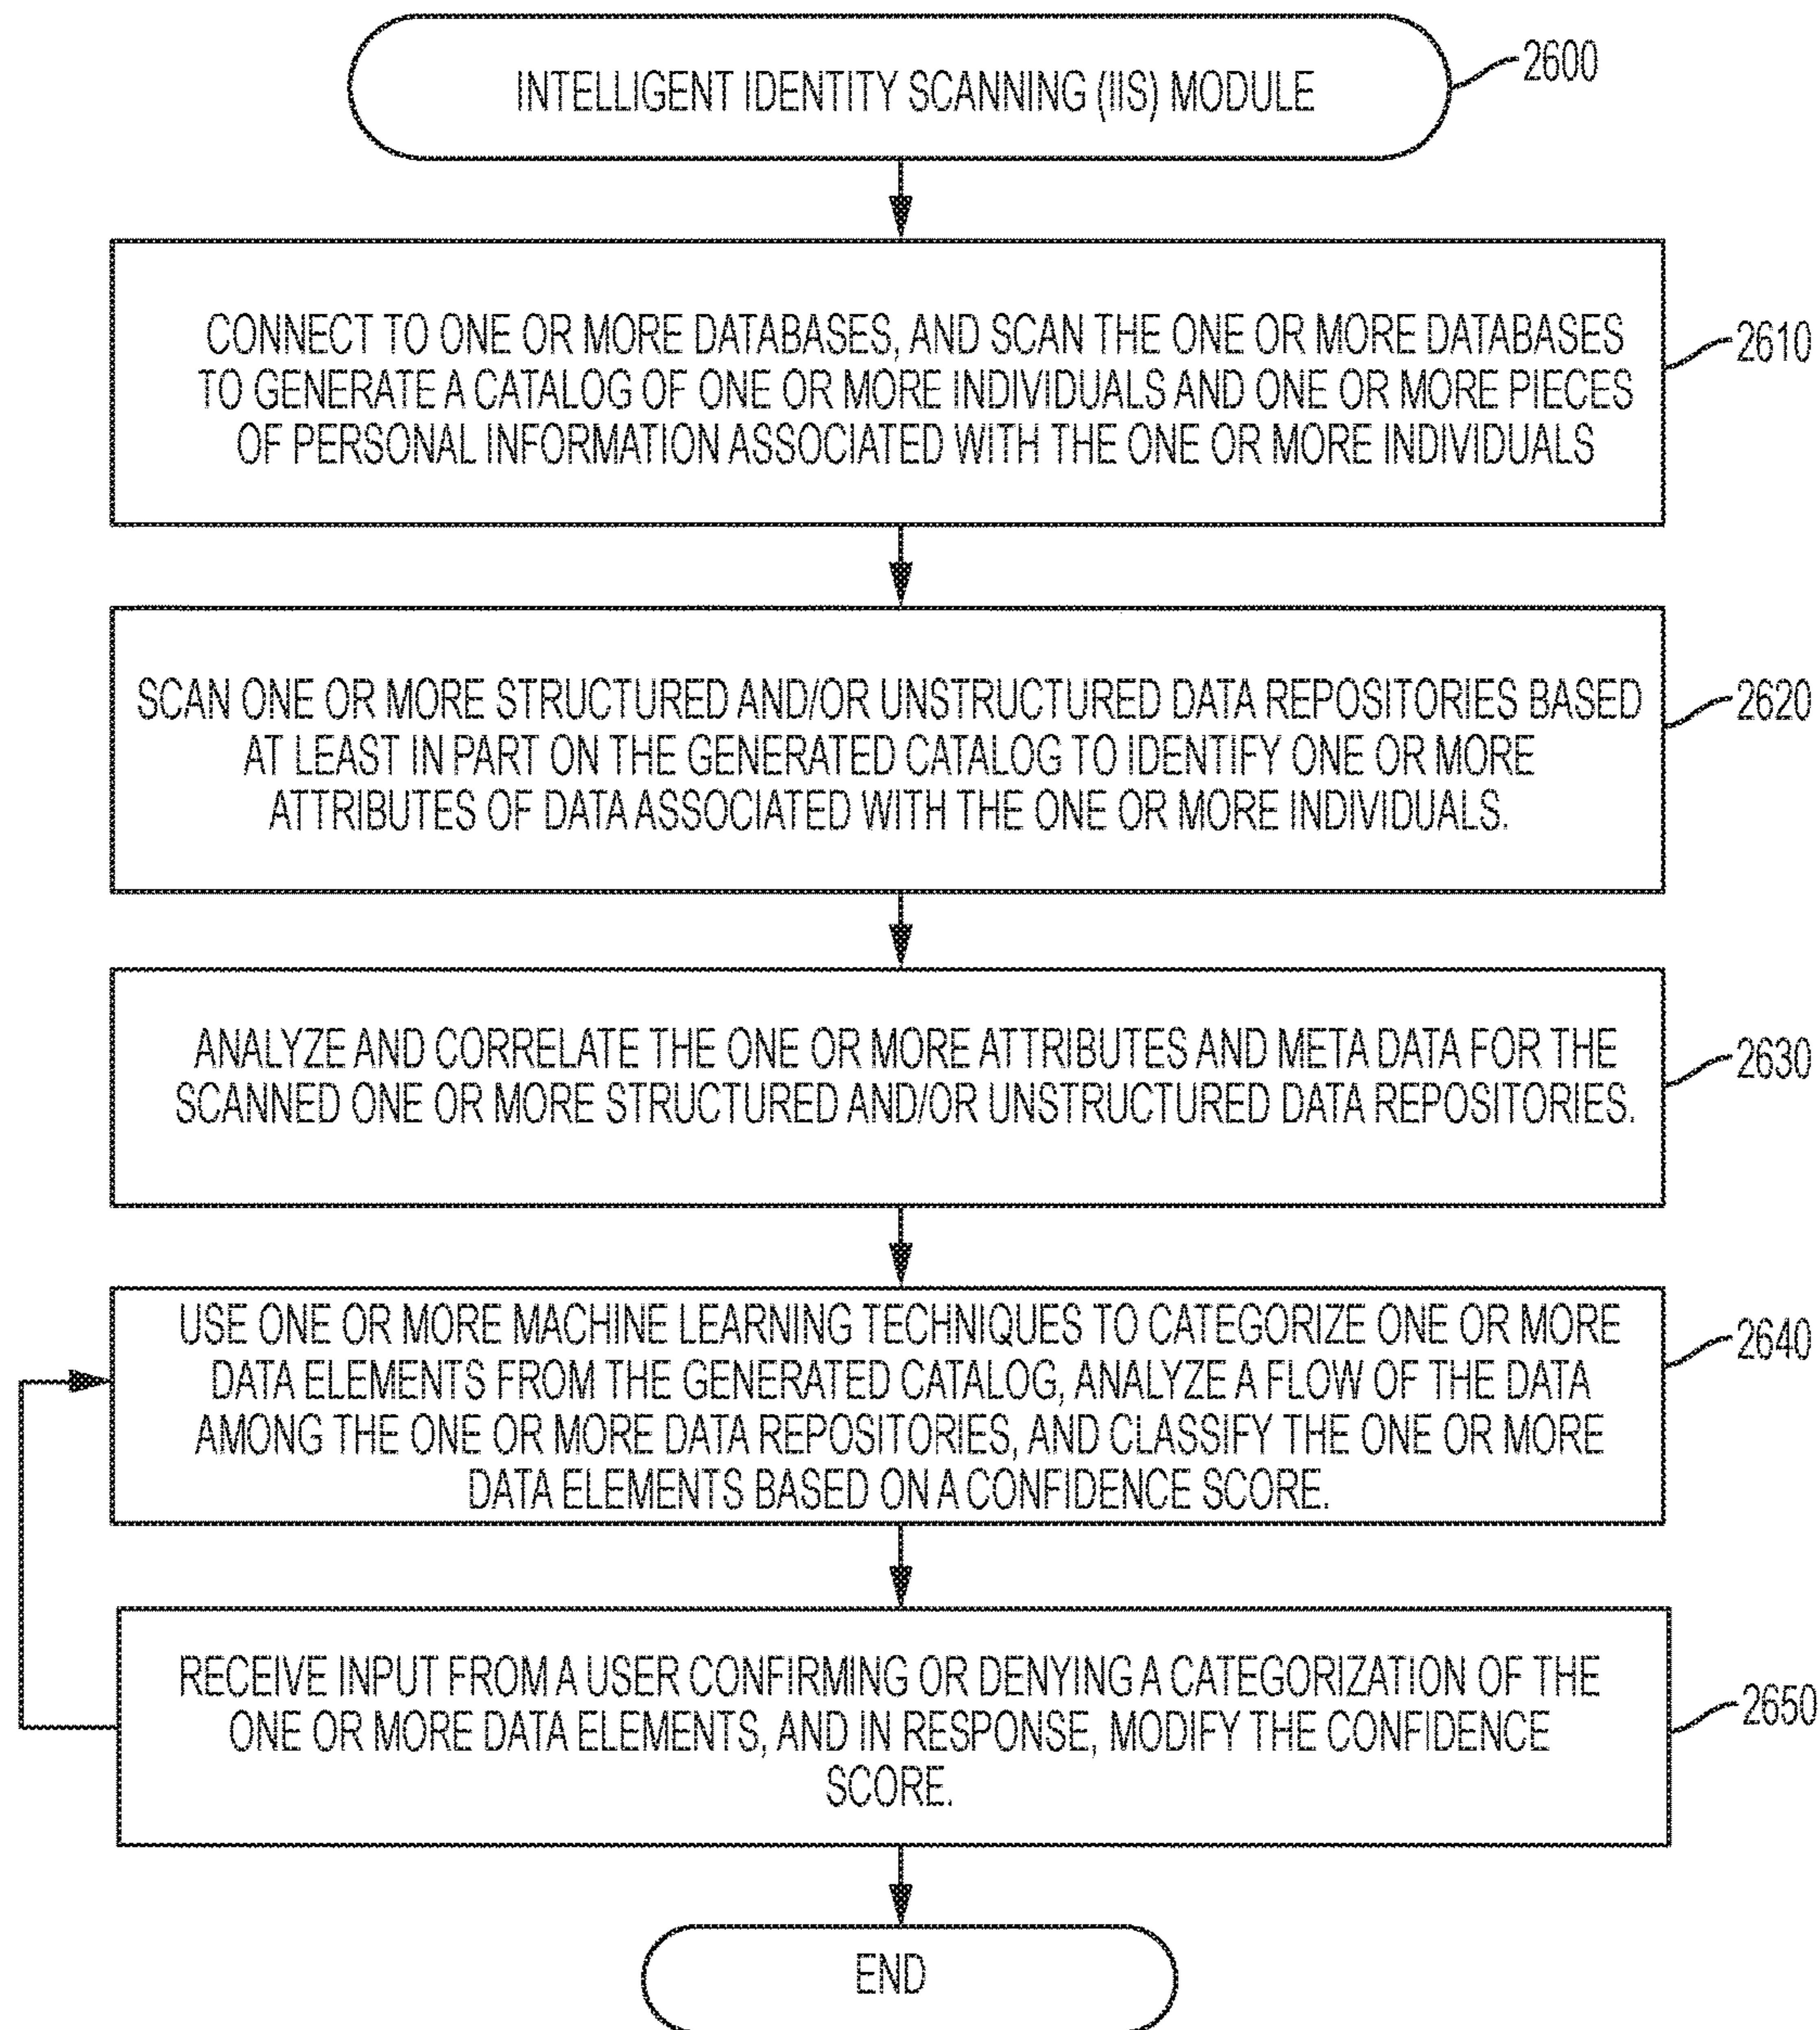 INTELLIGENT IDENTITY SCANNING (IIS) MODULE
2600
CONNECT TO ONE OR MORE DATABASES, AND SCAN THE ONE OR MORE DATABASES
TO GENERATE A CATALOG OF ONE OR MORE INDIVIDUALS AND ONE OR MORE PIECES
OF PERSONAL INFORMATION ASSOCIATED WITH THE ONE OR MORE INDIVIDUALS
2610
SCAN ONE OR MORE STRUCTURED AND/OR UNSTRUCTURED DATA REPOSITORIES BASED
AT LEAST IN PART ON THE GENERATED CATALOG TO IDENTIFY ONE OR MORE
ATTRIBUTES OF DATA ASSOCIATED WITH THE ONE OR MORE INDIVIDUALS.
2620
ANALYZE AND CORRELATE THE ONE OR MORE ATTRIBUTES AND META DATA FOR THE
SCANNED ONE OR MORE STRUCTURED AND/OR UNSTRUCTURED DATA REPOSITORIES.
2630
USE ONE OR MORE MACHINE LEARNING TECHNIQUES TO CATEGORIZE ONE OR MORE
DATA ELEMENTS FROM THE GENERATED CATALOG, ANALYZE A FLOW OF THE DATA
AMONG THE ONE OR MORE DATA REPOSITORIES, AND CLASSIFY THE ONE OR MORE
DATA ELEMENTS BASED ON A CONFIDENCE SCORE.
2640
RECEIVE INPUT FROM A USER CONFIRMING OR DENYING A CATEGORIZATION OF THE
ONE OR MORE DATA ELEMENTS, AND IN RESPONSE, MODIFY THE CONFIDENCE
SCORE.
2650
END